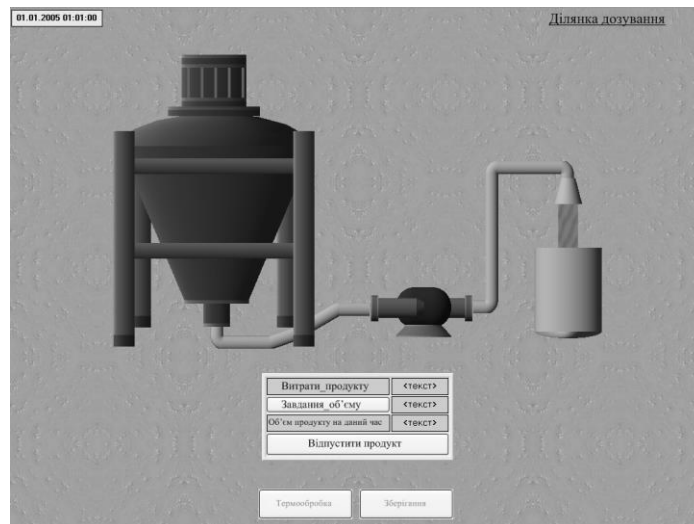 01.01.2005 01:01:00
Ділянка дозування
Витрати_продукту <текст>
Завдання_об’єму <текст>
Об’єм продукту на даний час <текст>
Відпустити продукт
Термообробка Зберігання